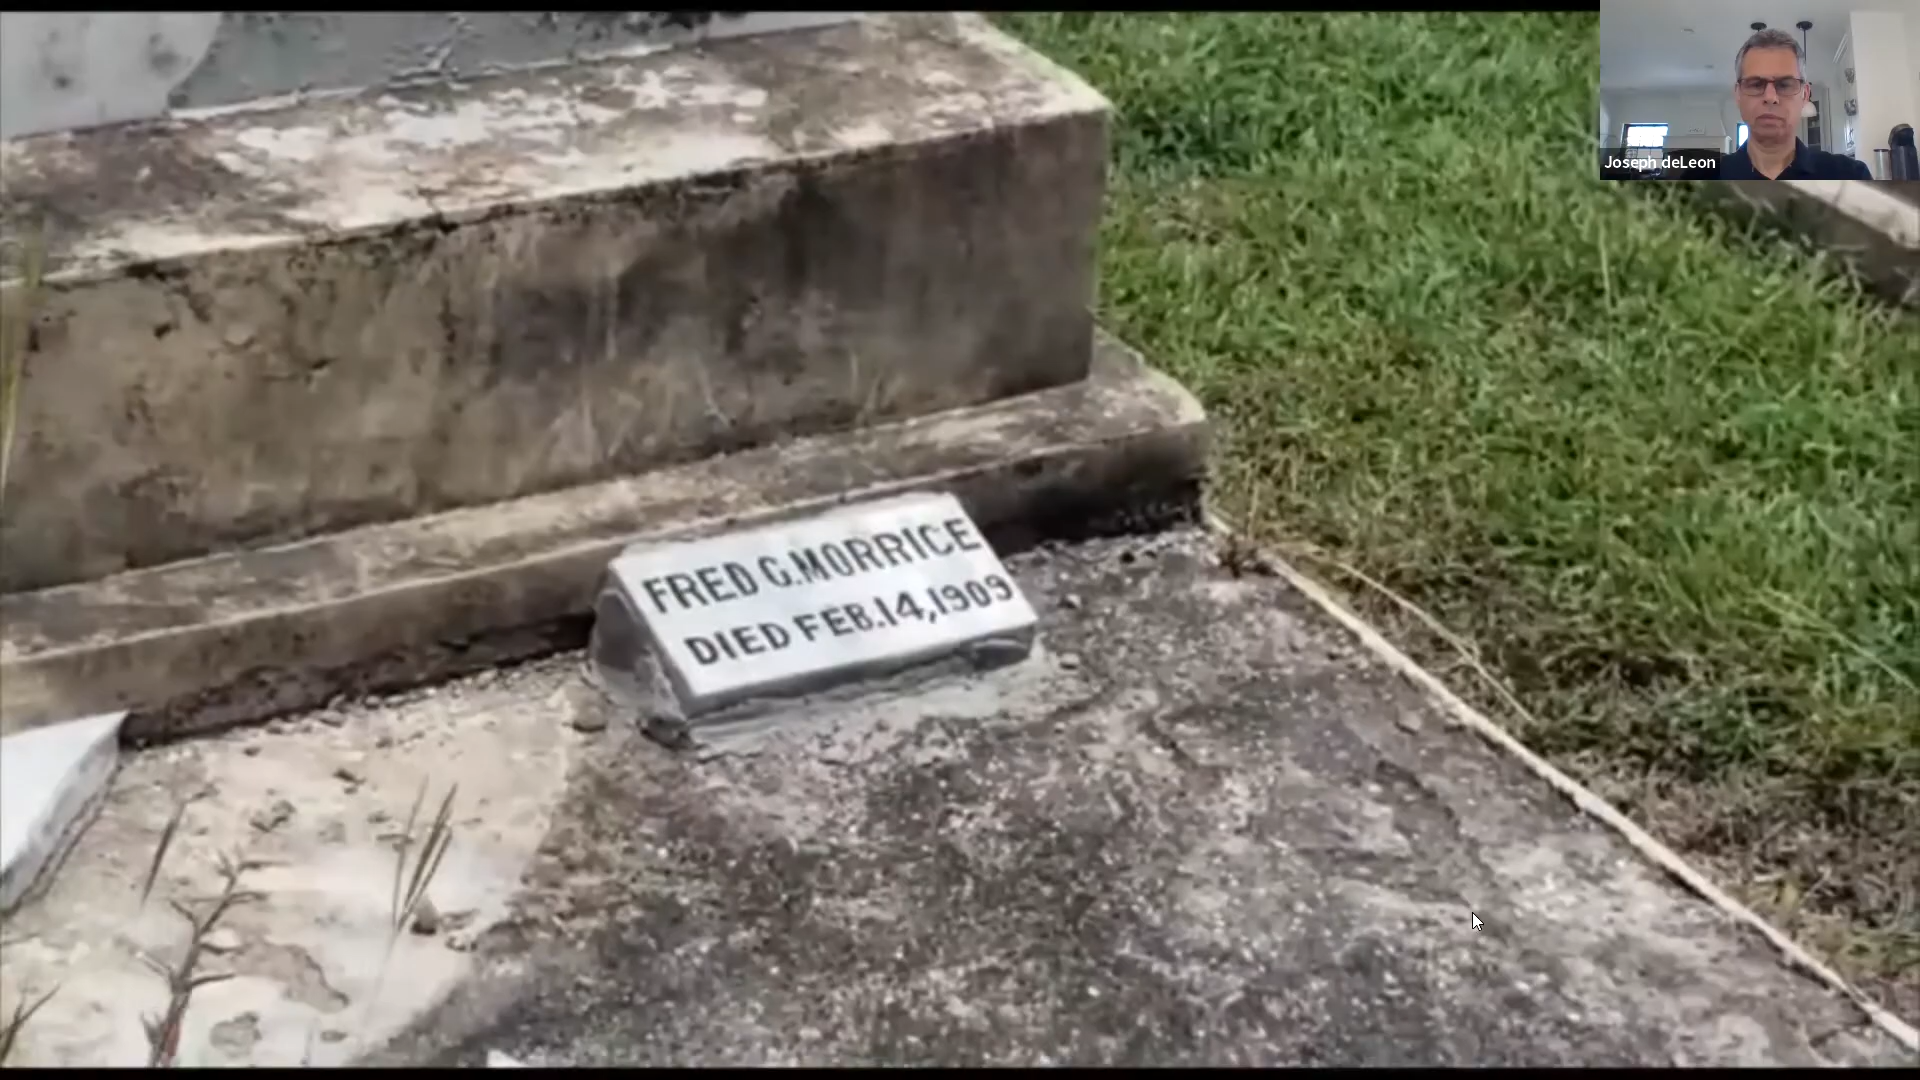 Joseph deLeon
FRED G. MORRICE
DIED FEB. 14, 1909